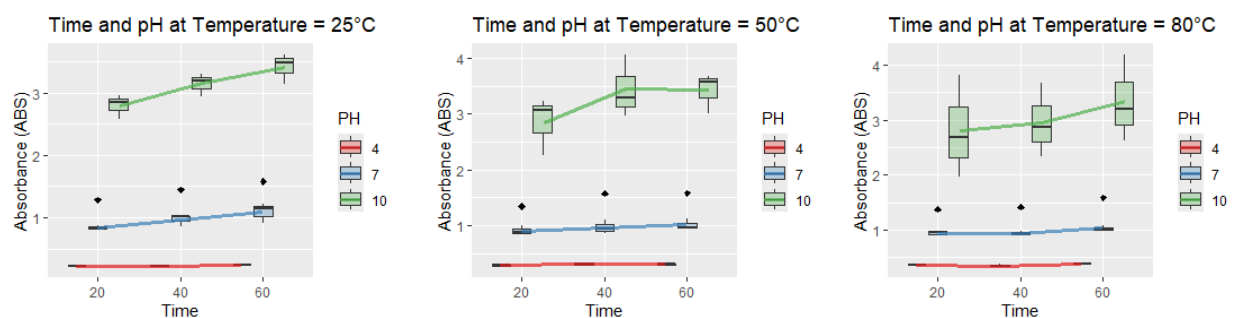 Time and pH at Temperature = 25°C
Absorbance (ABS)
3
2
1
20 40 60
Time
PH
4
7
10
Time and pH at Temperature = 50°C
Absorbance (ABS)
4
3
2
1
20 40 60
Time
PH
4
7
10
Time and pH at Temperature = 80°C
Absorbance (ABS)
4
3
2
1
20 40 60
Time
PH
4
7
10